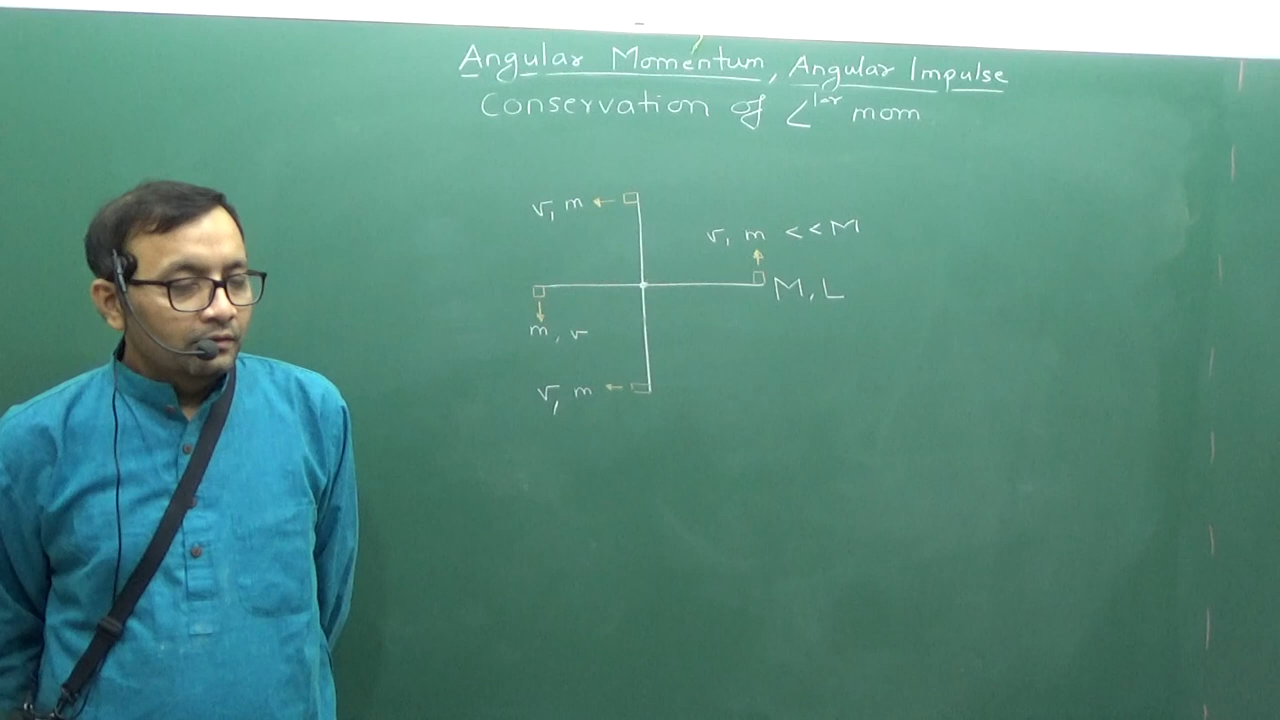 Angular Momentum, Angular Impulse
Conservation of ∠lar mom
v, m
v, m << M
M, L
m, v
v, m